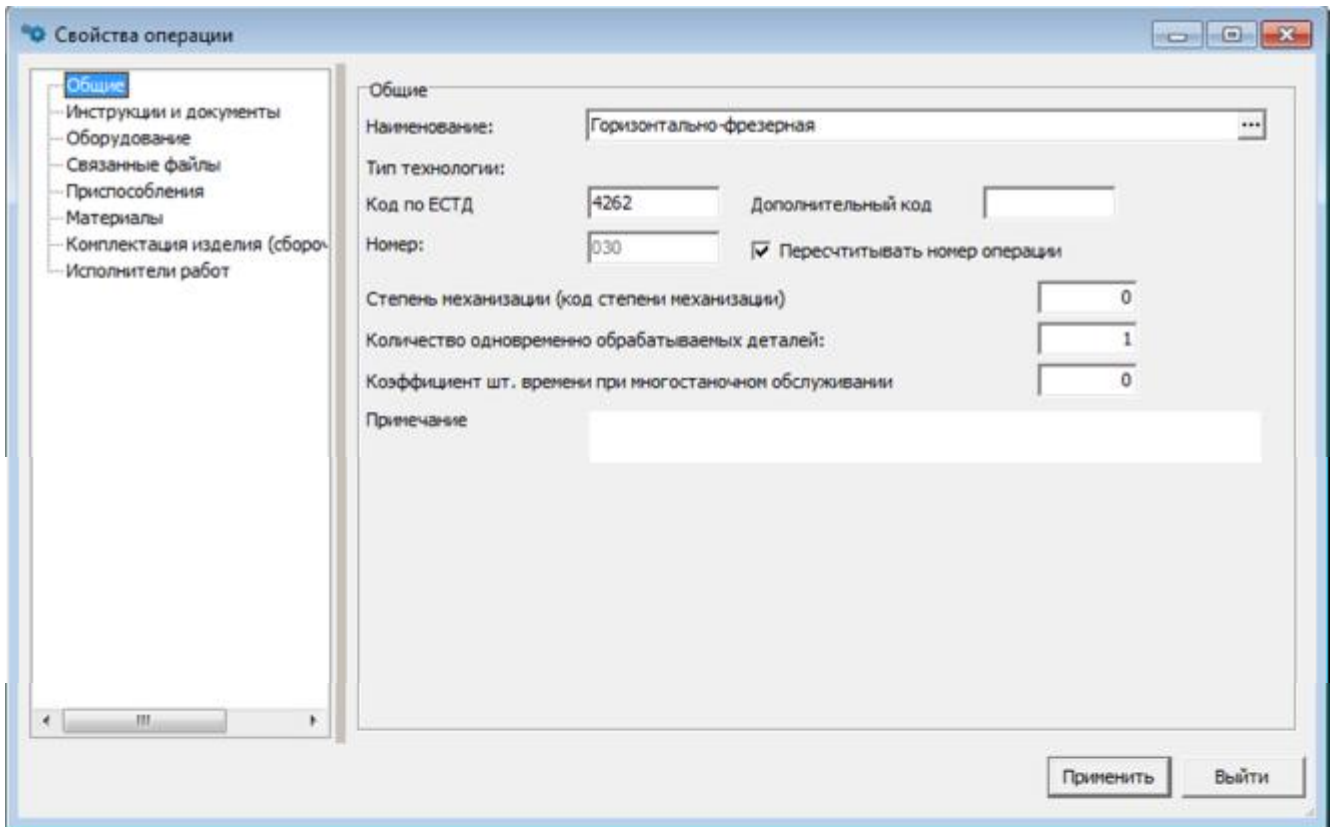 Свойства операции
Общие
Инструкции и документы
Оборудование
Связанные файлы
Приспособления
Материалы
Комплектация изделия (сбороч
Исполнители работ
Общие
Наименование: Горизонтально-фрезерная ...
Тип технологии:
Код по ЕСТД 4262 Дополнительный код
Номер: 030 Пересчтитывать номер операции
Степень механизации (код степени механизации) 0
Количество одновременно обрабатываемых деталей: 1
Коэффициент шт. времени при многостаночном обслуживании 0
Примечание
Применить Выйти